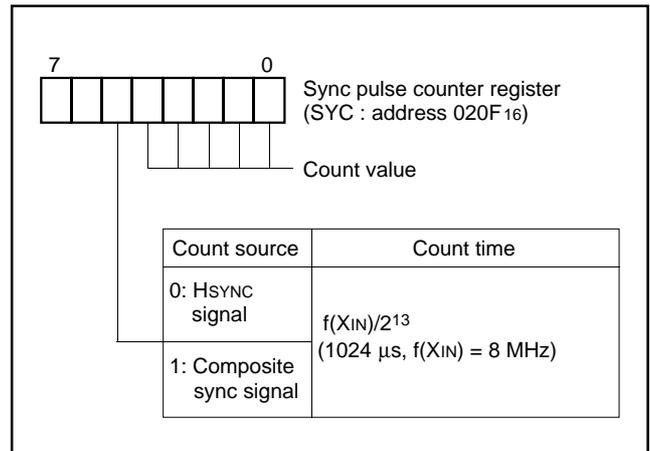 7 0
Sync pulse counter register
(SYC : address 020F16)
Count value
Count source Count time
0: HSYNC
signal
f(XIN)/213
(1024 μs, f(XIN) = 8 MHz)
1: Composite
sync signal